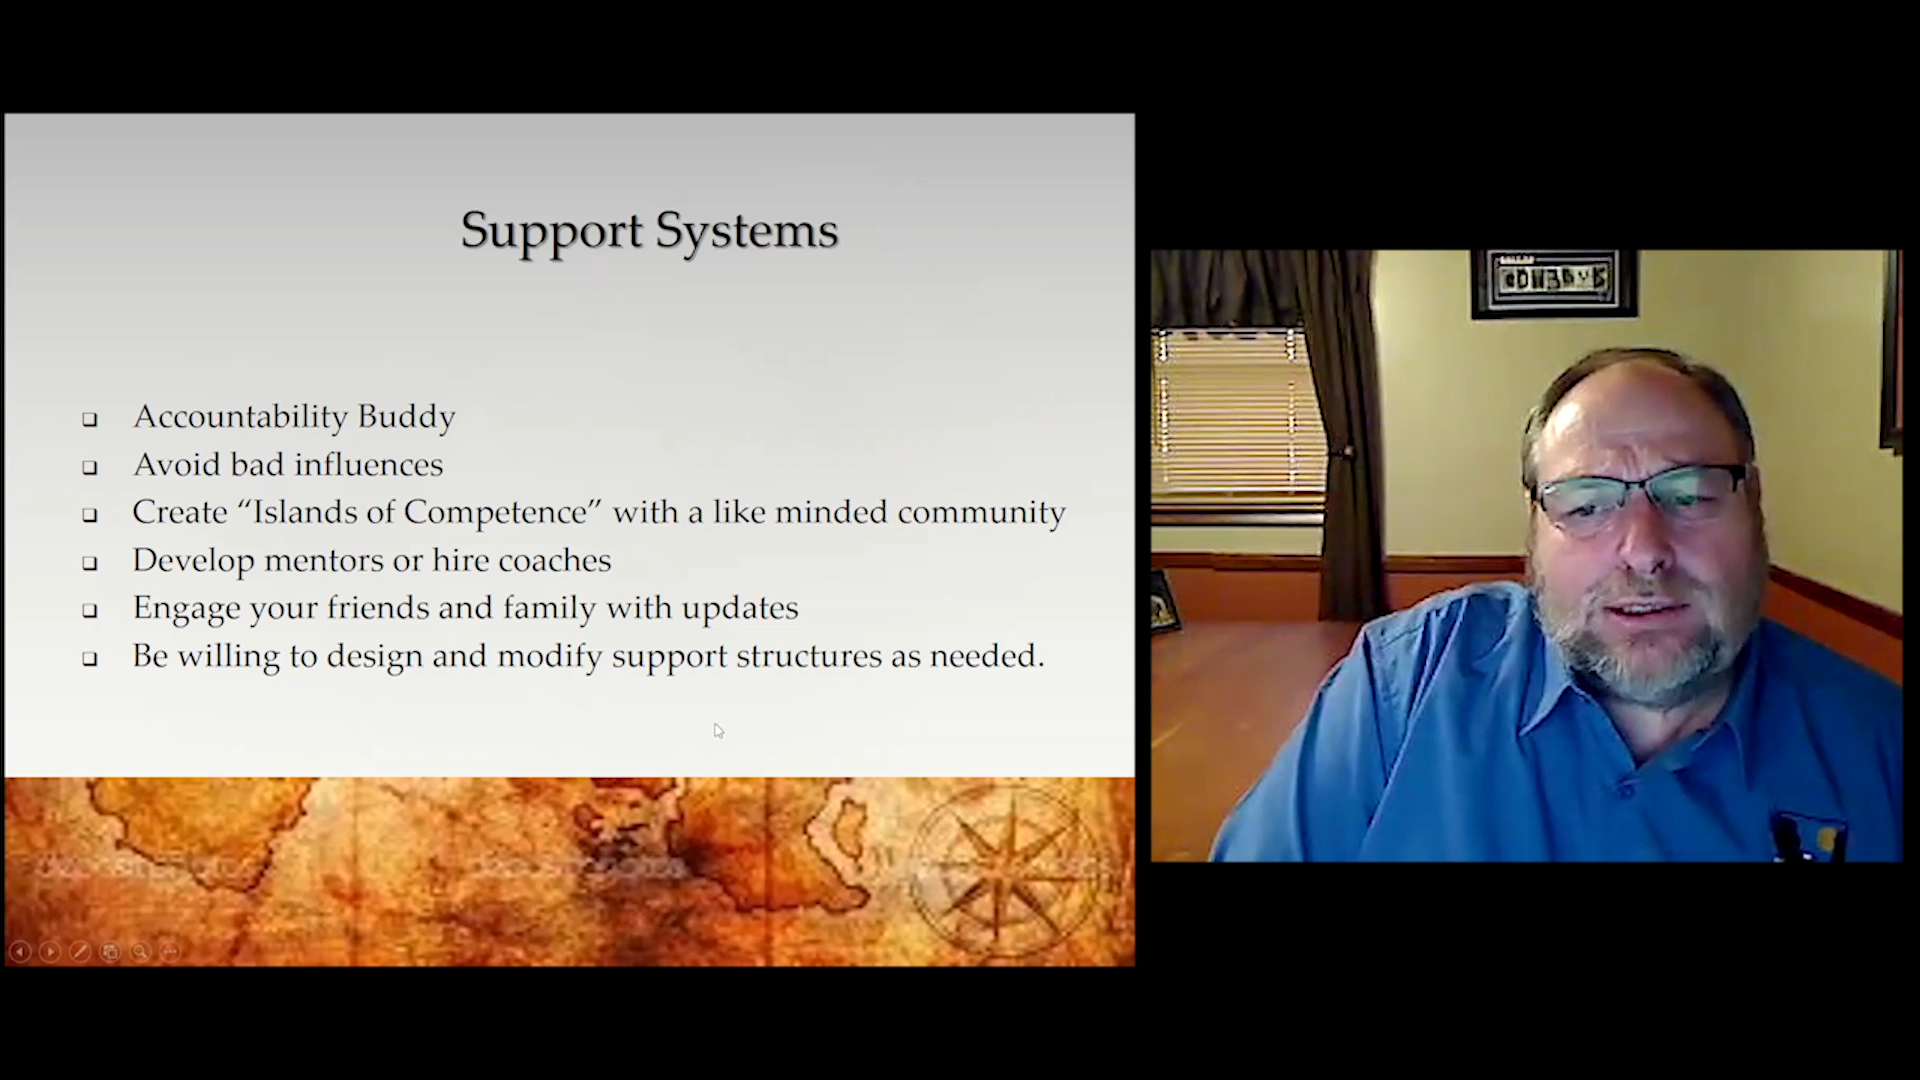 Support Systems
Accountability Buddy
Avoid bad influences
Create “Islands of Competence” with a like minded community
Develop mentors or hire coaches
Engage your friends and family with updates
Be willing to design and modify support structures as needed.
COWBOYS